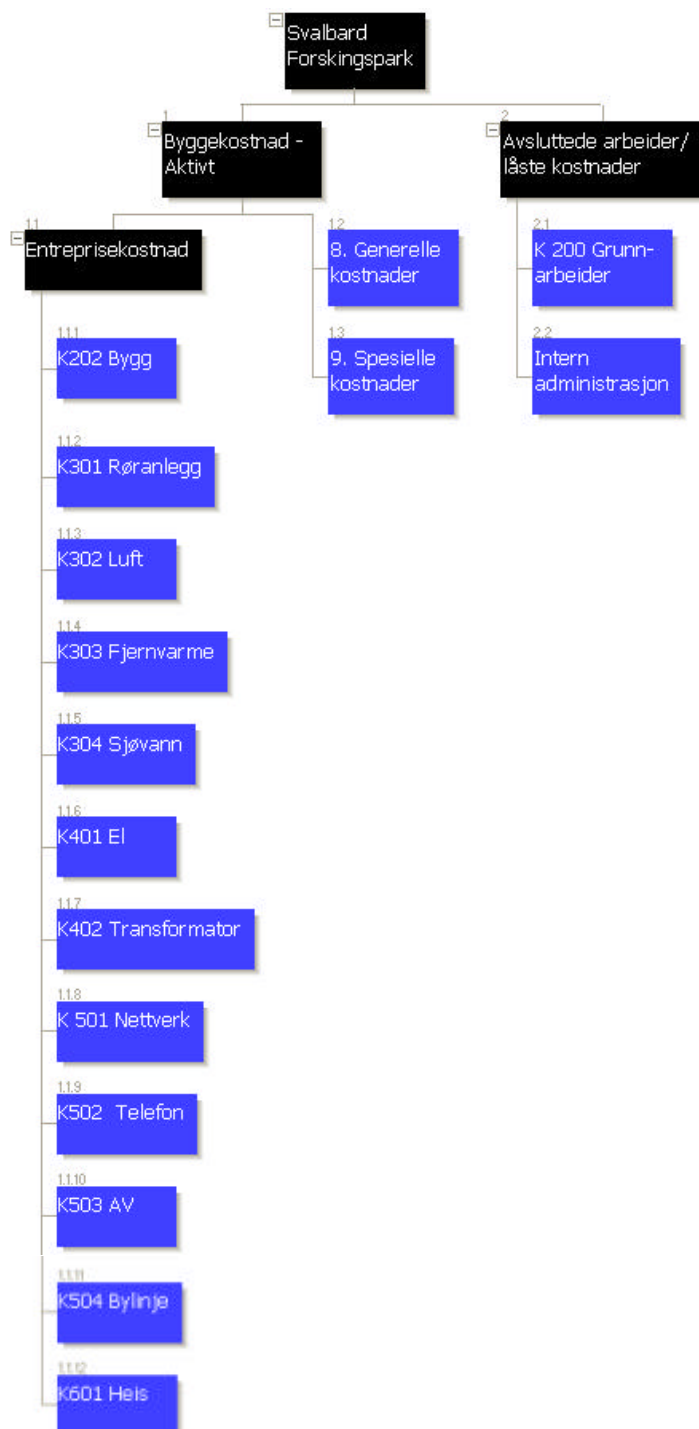 Svalbard
Forskingspark
1
Byggekostnad -
Aktivt
2
Avsluttede arbeider/
låste kostnader
1.1
Entreprisekostnad
1.2
8. Generelle
kostnader
2.1
K 200 Grunn-
arbeider
1.1.1
K202 Bygg
1.3
9. Spesielle
kostnader
2.2
Intern
administrasjon
1.1.2
K301 Røranlegg
1.1.3
K302 Luft
1.1.4
K303 Fjernvarme
1.1.5
K304 Sjøvann
1.1.6
K401 El
1.1.7
K402 Transformator
1.1.8
K 501 Nettverk
1.1.9
K502  Telefon
1.1.10
K503 AV
1.1.11
K504 Bylinje
1.1.12
K601 Heis